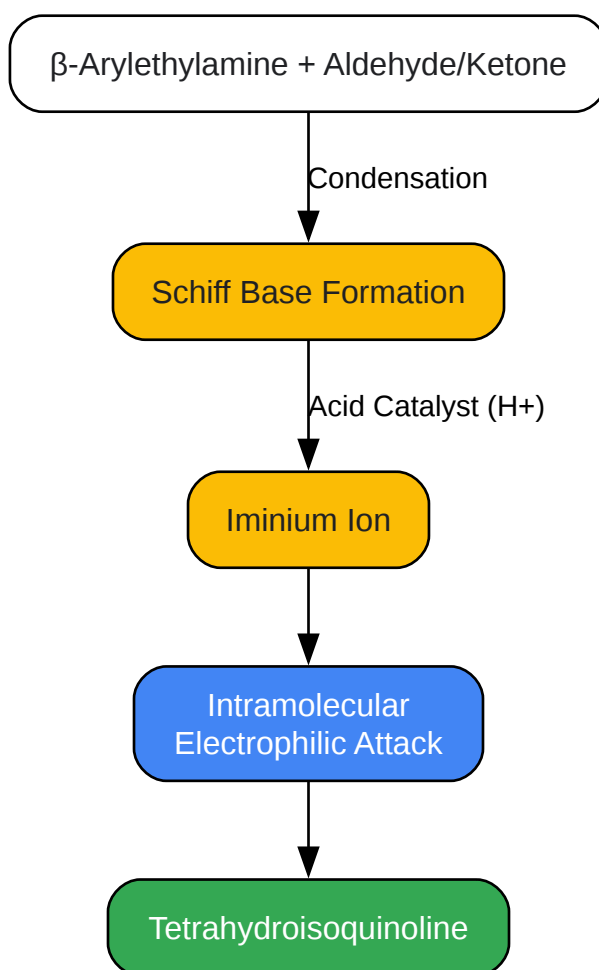 β-Arylethylamine + Aldehyde/Ketone
Condensation
Schiff Base Formation
Acid Catalyst (H+)
Iminium Ion
Intramolecular
Electrophilic Attack
Tetrahydroisoquinoline